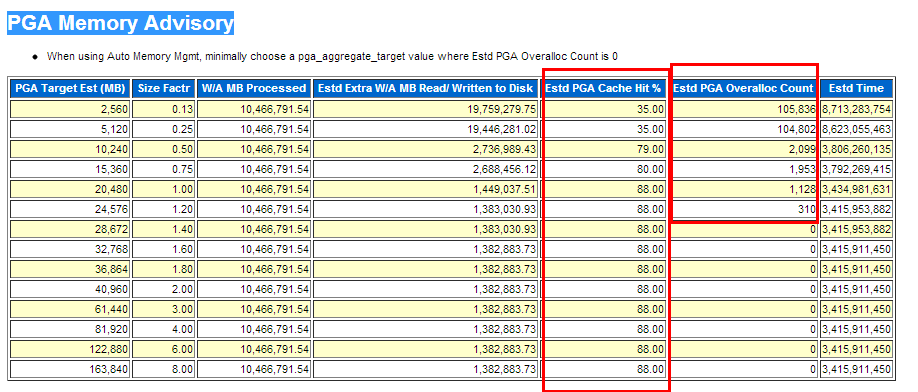 PGA Memory Advisory
When using Auto Memory Mgmt, minimally choose a pga_aggregate_target value where Estd PGA Overalloc Count is 0
PGA Target Est (MB) Size Factr W/A MB Processed Estd Extra W/A MB Read/ Written to Disk Estd PGA Cache Hit % Estd PGA Overalloc Count Estd Time
2,560 0.13 10,466,791.54 19,759,279.75 35.00 105,836 8,713,283,754
5,120 0.25 10,466,791.54 19,446,281.02 35.00 104,802 8,623,055,463
10,240 0.50 10,466,791.54 2,736,989.43 79.00 2,099 3,806,260,135
15,360 0.75 10,466,791.54 2,688,456.12 80.00 1,953 3,792,269,415
20,480 1.00 10,466,791.54 1,449,037.51 88.00 1,128 3,434,981,631
24,576 1.20 10,466,791.54 1,383,030.93 88.00 310 3,415,953,882
28,672 1.40 10,466,791.54 1,383,030.93 88.00 0 3,415,953,882
32,768 1.60 10,466,791.54 1,382,883.73 88.00 0 3,415,911,450
36,864 1.80 10,466,791.54 1,382,883.73 88.00 0 3,415,911,450
40,960 2.00 10,466,791.54 1,382,883.73 88.00 0 3,415,911,450
61,440 3.00 10,466,791.54 1,382,883.73 88.00 0 3,415,911,450
81,920 4.00 10,466,791.54 1,382,883.73 88.00 0 3,415,911,450
122,880 6.00 10,466,791.54 1,382,883.73 88.00 0 3,415,911,450
163,840 8.00 10,466,791.54 1,382,883.73 88.00 0 3,415,911,450